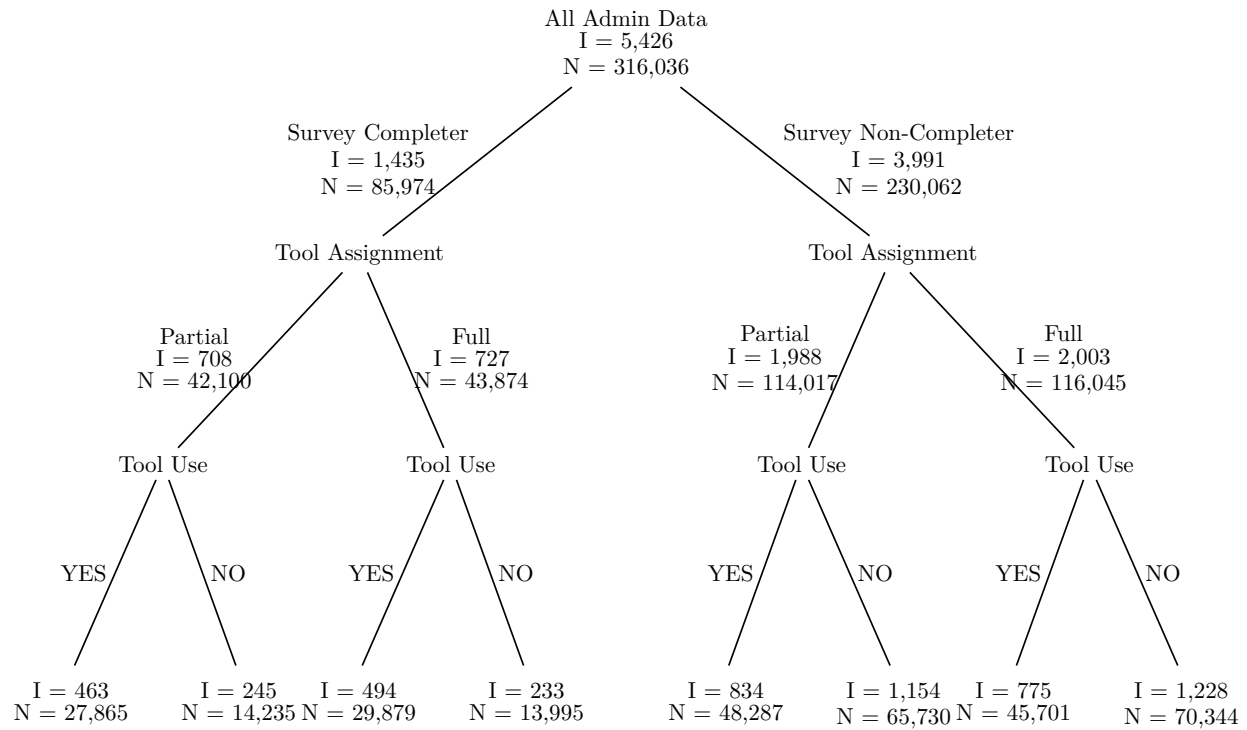 All Admin Data
I = 5,426
N = 316,036
Survey Completer
I = 1,435
N = 85,974
Survey Non-Completer
I = 3,991
N = 230,062
Tool Assignment
Tool Assignment
Partial
I = 708
N = 42,100
Full
I = 727
N = 43,874
Partial
I = 1,988
N = 114,017
Full
I = 2,003
N = 116,045
Tool Use
Tool Use
Tool Use
Tool Use
YES
NO
YES
NO
YES
NO
YES
NO
I = 463
N = 27,865
I = 245
N = 14,235
I = 494
N = 29,879
I = 233
N = 13,995
I = 834
N = 48,287
I = 1,154
N = 65,730
I = 775
N = 45,701
I = 1,228
N = 70,344